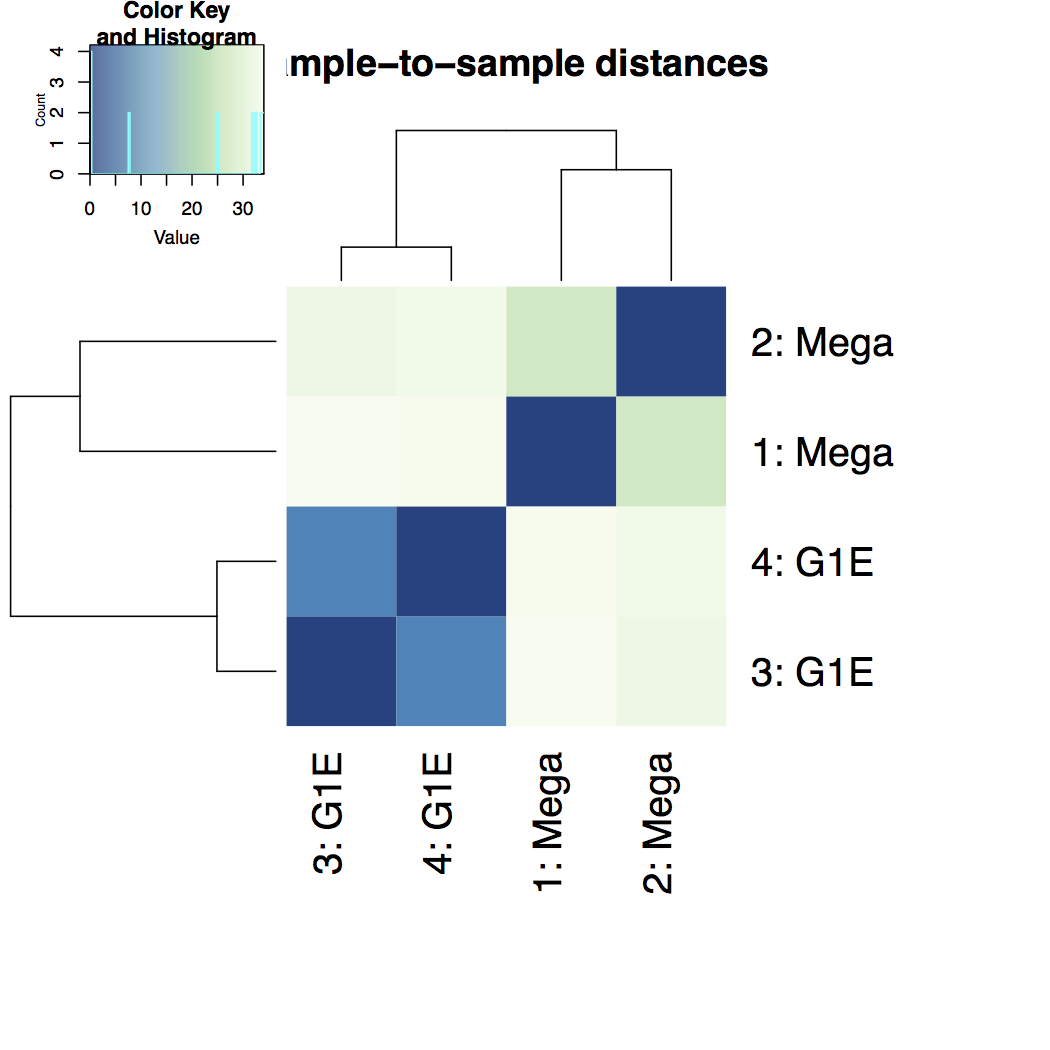 Color Key
and Histogram
mple−to−sample distances
4
3
2
1
0
Count
0 10 20 30
Value
2: Mega
1: Mega
4: G1E
3: G1E
3: G1E
4: G1E
1: Mega
2: Mega